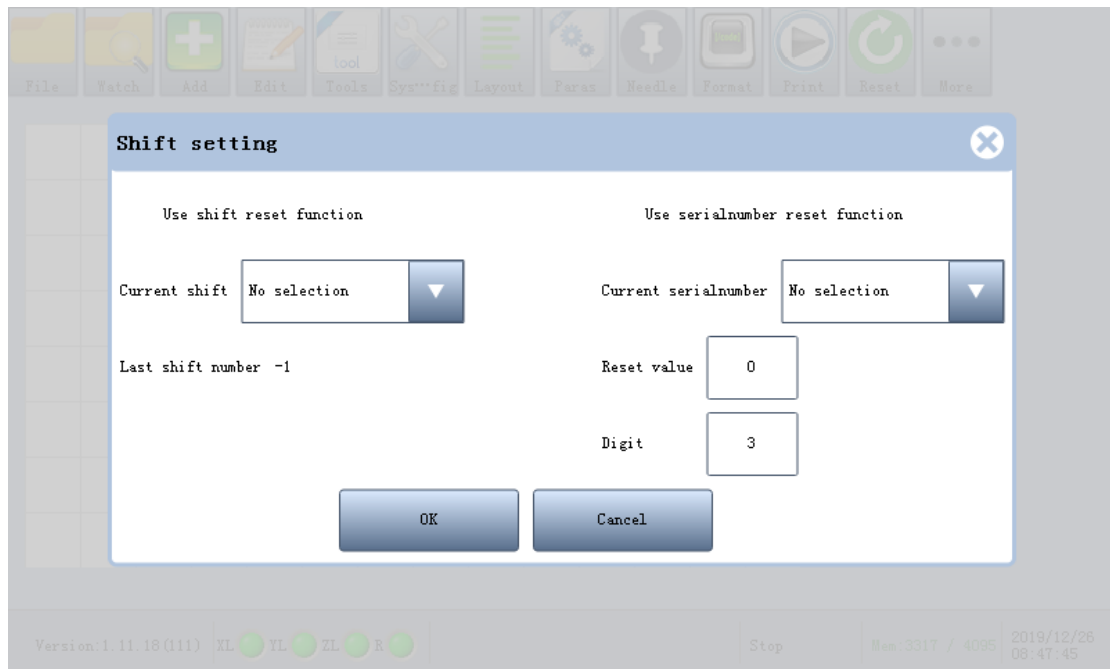 File Watch Add Edit Tools Sys···fig Layout Paras Needle Format Print Reset More
tool
Shift setting
Use shift reset function Use serialnumber reset function
Current shift No selection Current serialnumber No selection
Last shift number -1 Reset value 0
Digit 3
OK Cancel
Version:1.11.18(111) XL YL ZL R Stop Mem:3317 / 4095 2019/12/26
08:47:45